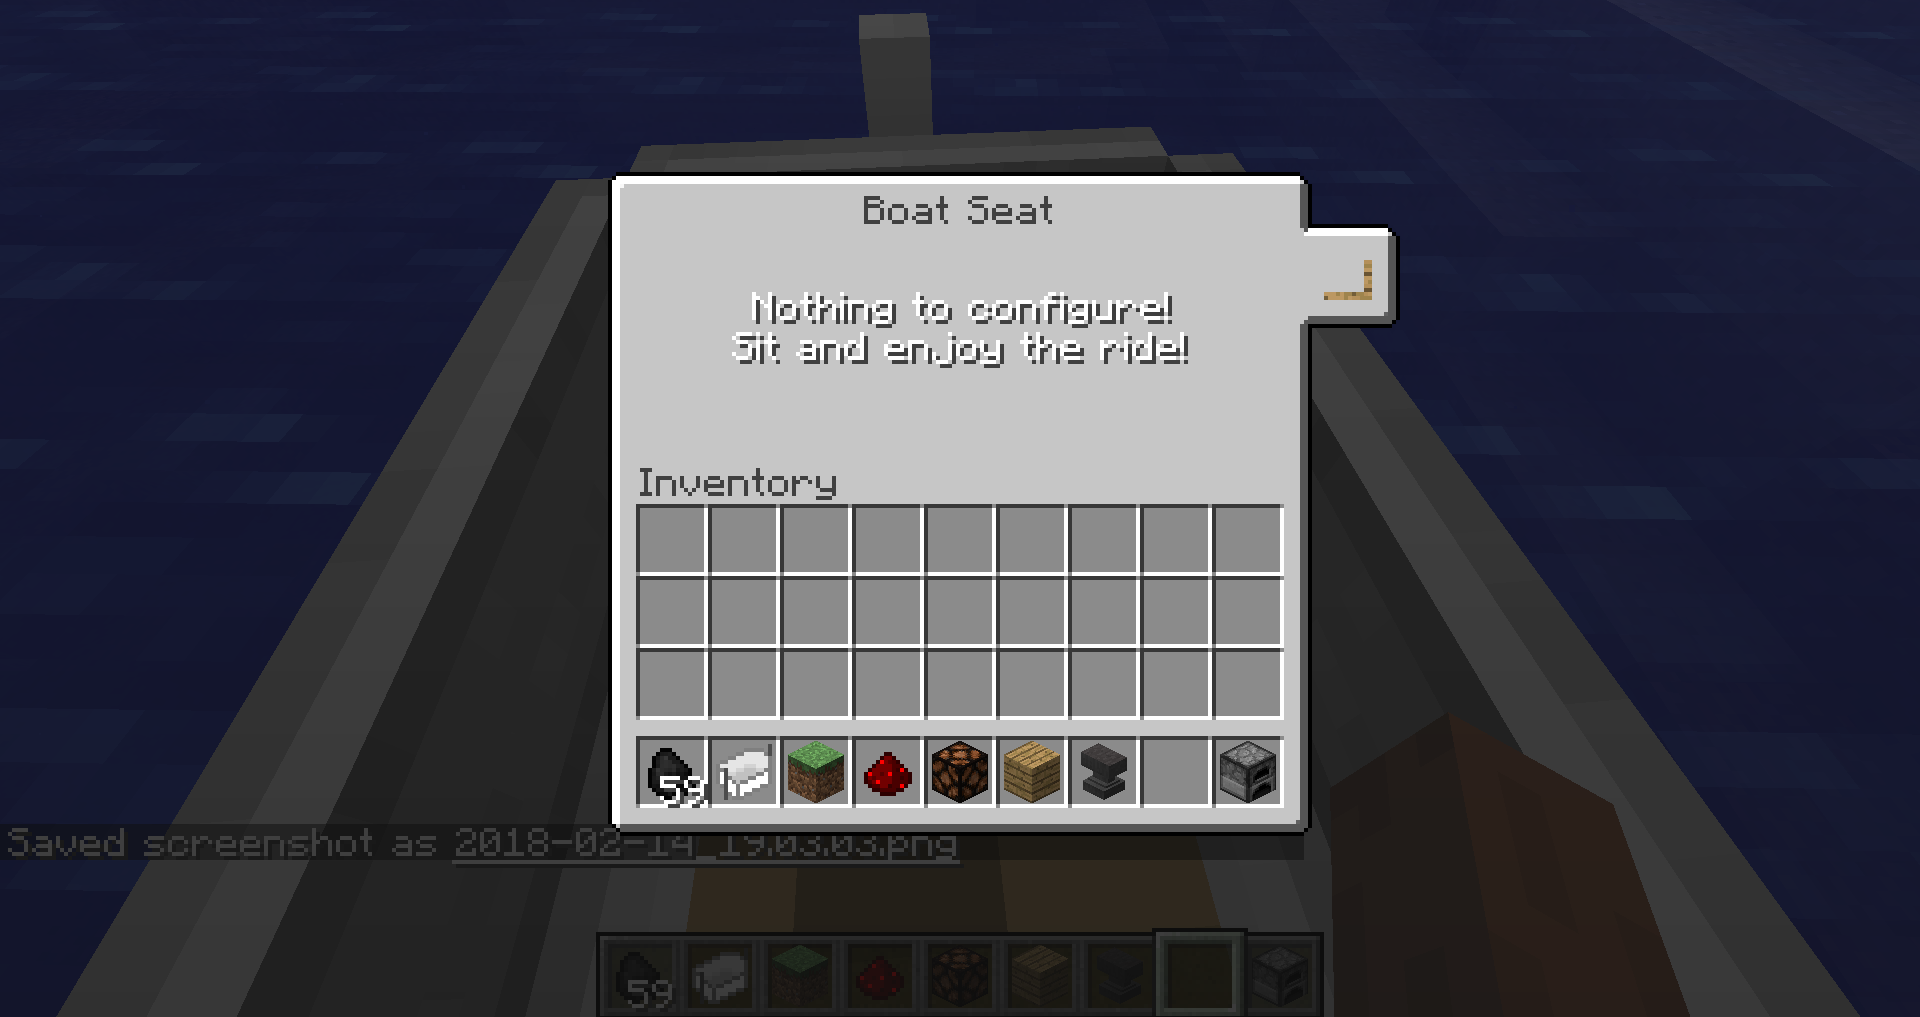 Boat Seat
Nothing to configure!
Sit and enjoy the ride!
Inventory
59
Saved screenshot as 2018-02-14_19.03.03.png
59